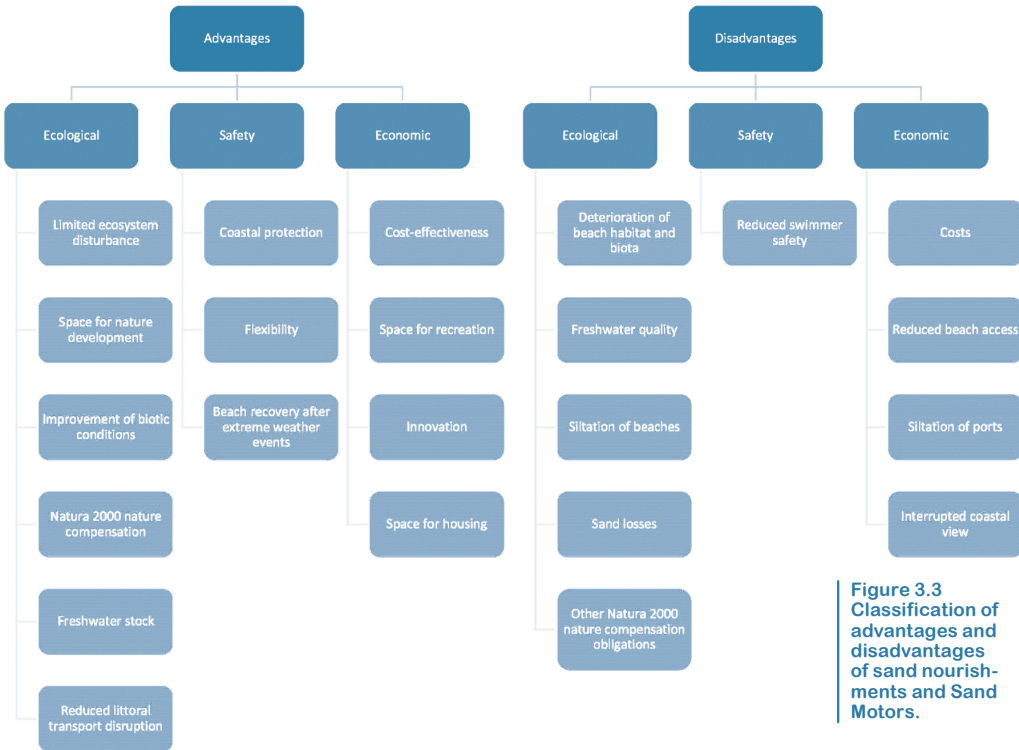 Advantages
Ecological
Limited ecosystem
disturbance
Space for nature
development
Improvement of biotic
conditions
Natura 2000 nature
compensation
Freshwater stock
Reduced littoral
transport disruption
Safety
Coastal protection
Flexibility
Beach recovery after
extreme weather
events
Economic
Cost-effectiveness
Space for recreation
Innovation
Space for housing
Disadvantages
Ecological
Deterioration of
beach habitat and
biota
Freshwater quality
Siltation of beaches
Sand losses
Other Natura 2000
nature compensation
obligations
Safety
Reduced swimmer
safety
Economic
Costs
Reduced beach access
Siltation of ports
Interrupted coastal
view
Figure 3.3
Classification of
advantages and
disadvantages
of sand nourish-
ments and Sand
Motors.